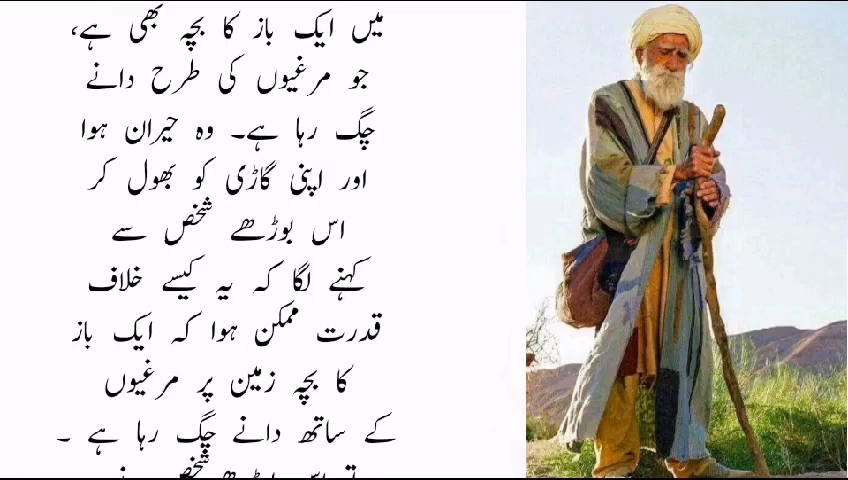 میں ایک باز کا بچہ بھی ہے،
جو مرغیوں کی طرح دانے
چگ رہا ہے۔ وہ حیران ہوا
اور اپنی گاڑی کو بھول کر
اس بوڑھے شخص سے
کہنے لگا کہ یہ کیسے خلاف
قدرت ممکن ہوا کہ ایک باز
کا بچہ زمین پر مرغیوں
کے ساتھ دانے چگ رہا ہے ۔